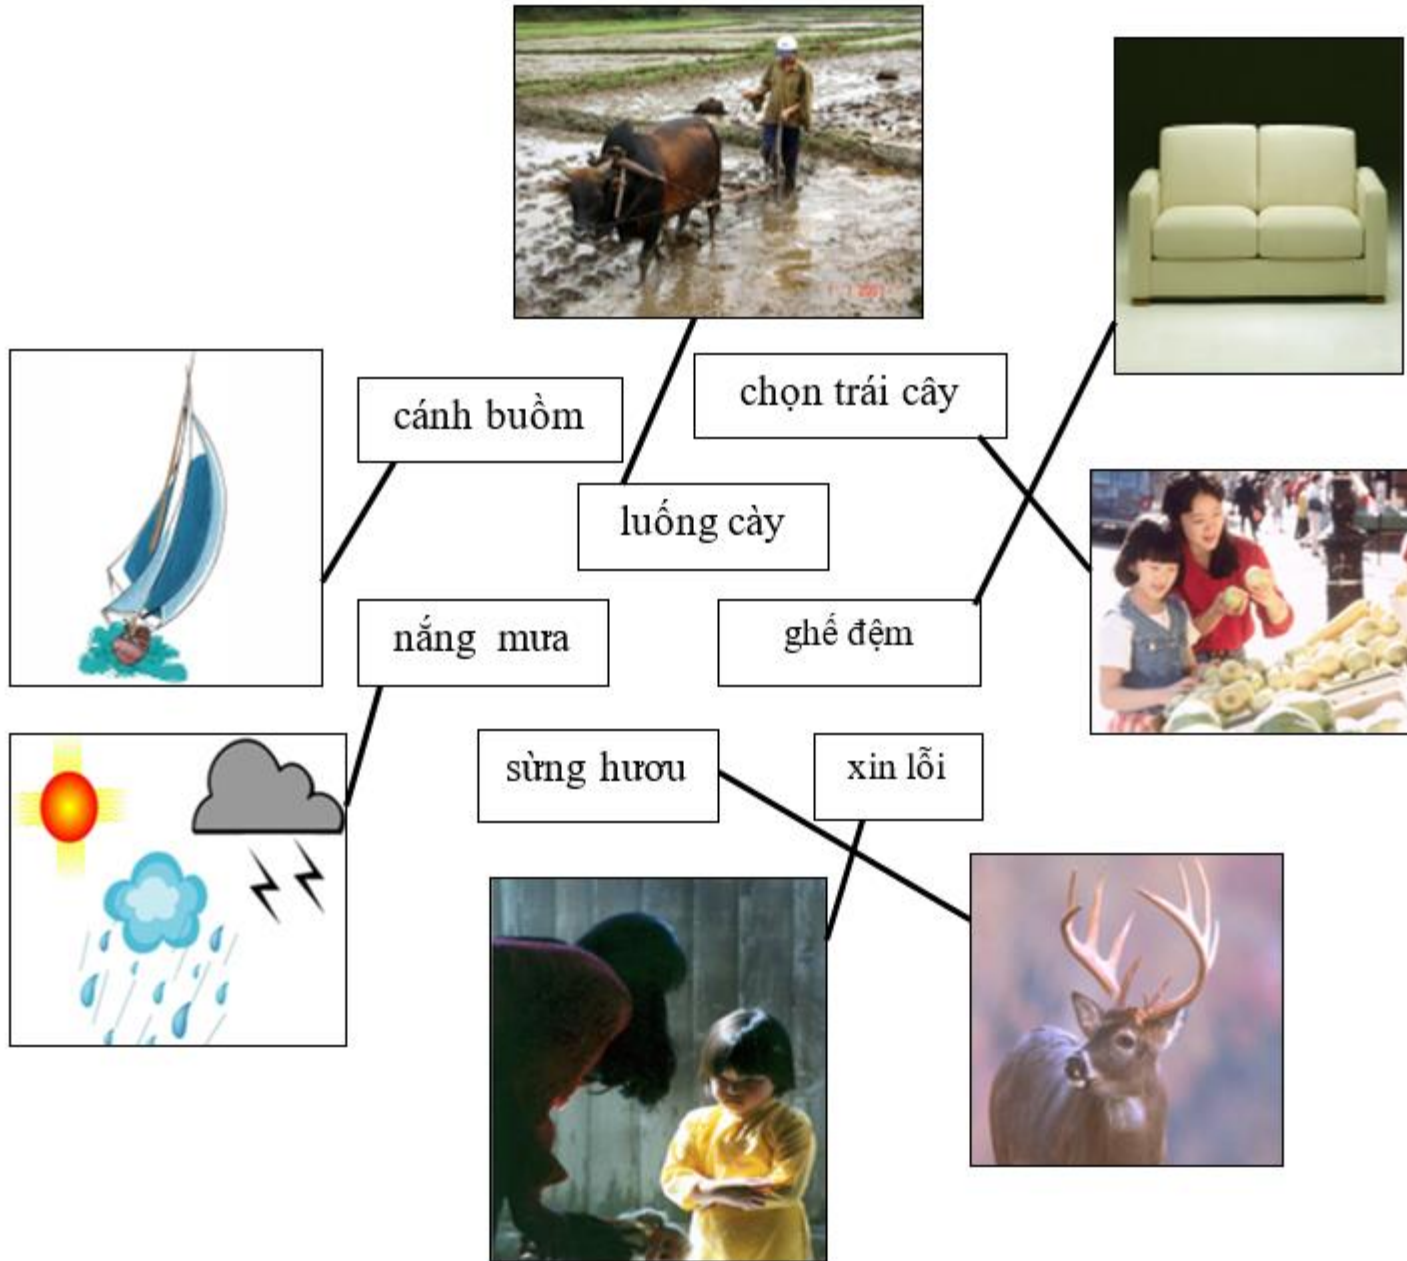 chọn trái cây
cánh buồm
luống cày
nắng mưa
ghế đệm
sừng hươu
xin lỗi